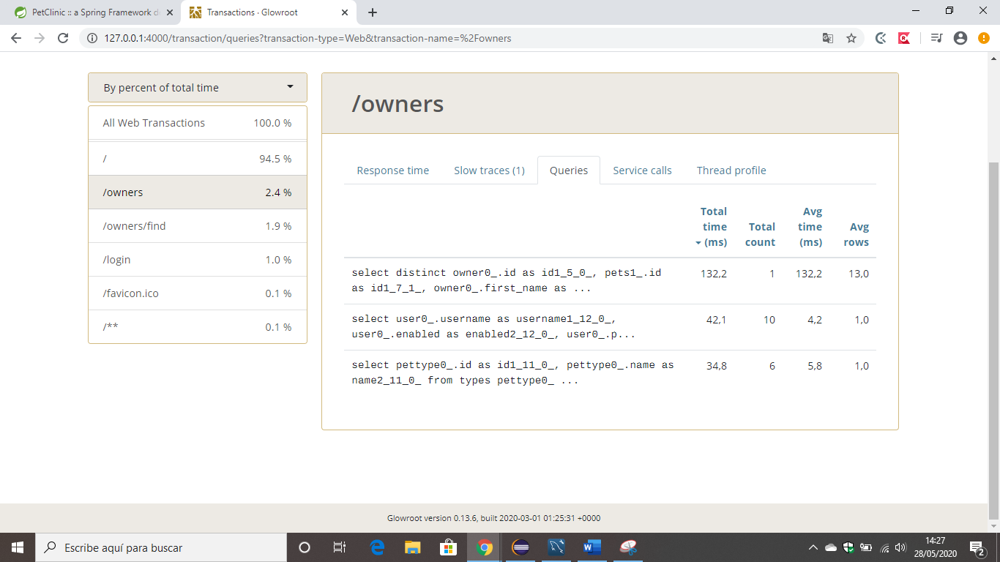 PetClinic :: a Spring Framework d
Transactions · Glowroot
127.0.0.1:4000/transaction/queries?transaction-type=Web&transaction-name=%2Fowners
By percent of total time
All Web Transactions 100.0 %
/ 94.5 %
/owners 2.4 %
/owners/find 1.9 %
/login 1.0 %
/favicon.ico 0.1 %
/** 0.1 %
/owners
Response time Slow traces (1) Queries Service calls Thread profile
Total Avg
time Total time Avg
(ms) count (ms) rows
select distinct owner0_.id as id1_5_0_, pets1_.id 132,2 1 132,2 13,0
as id1_7_1_, owner0_.first_name as ...
select user0_.username as username1_12_0_, 42,1 10 4,2 1,0
user0_.enabled as enabled2_12_0_, user0_.p...
select pettype0_.id as id1_11_0_, pettype0_.name as 34,8 6 5,8 1,0
name2_11_0_ from types pettype0_ ...
Glowroot version 0.13.6, built 2020-03-01 01:25:31 +0000
Escribe aquí para buscar
14:27
28/05/2020
2